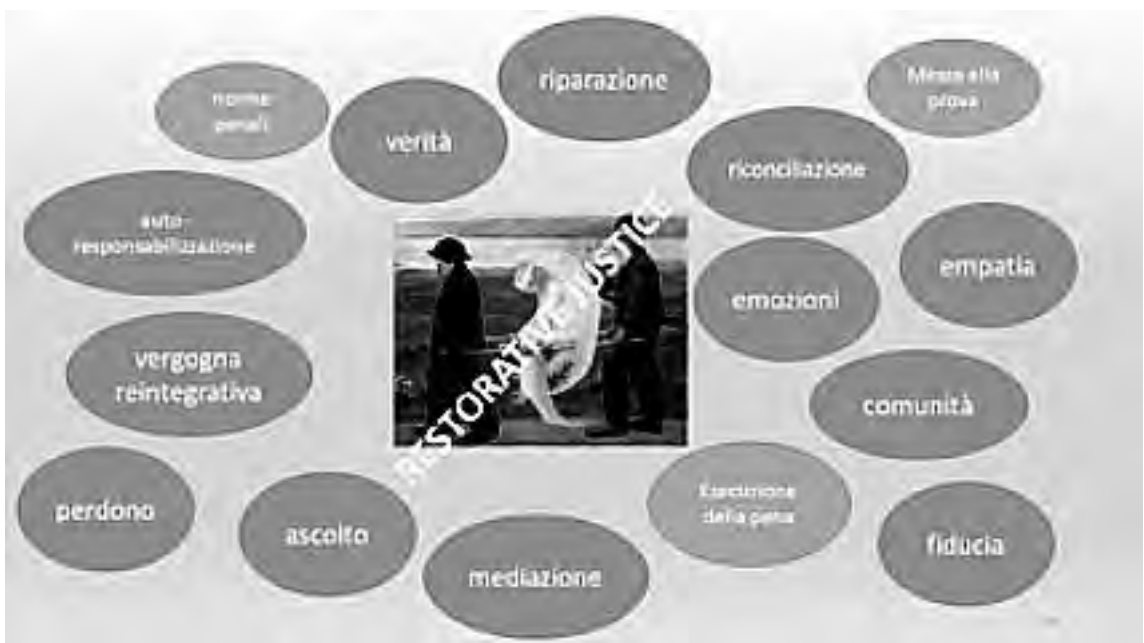 riparazione
Messa alla
prova
norme
penali
verità
riconciliazione
auto-
responsabilizzazione
empatia
emozioni
RESTORATIVE JUSTICE
vergogna
reintegrativa
comunità
perdono
ascolto
Esecuzione
della pena
fiducia
mediazione